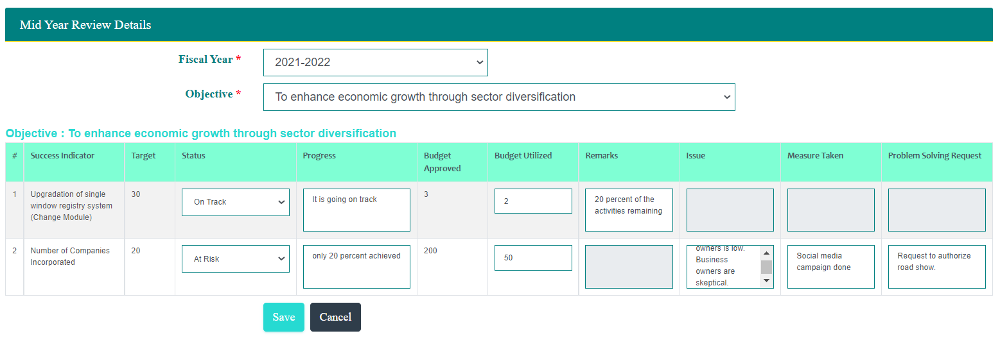 Mid Year Review Details
Fiscal Year *
2021-2022
Objective *
To enhance economic growth through sector diversification
Objective : To enhance economic growth through sector diversification
# Success Indicator Target Status Progress Budget Approved Budget Utilized Remarks Issue Measure Taken Problem Solving Request
1 Upgradation of single window registry system (Change Module) 30 On Track It is going on track 3 2 20 percent of the activities remaining
2 Number of Companies Incorporated 20 At Risk only 20 percent achieved 200 50 owners is low. Business owners are skeptical. Social media campaign done Request to authorize road show.
Save Cancel